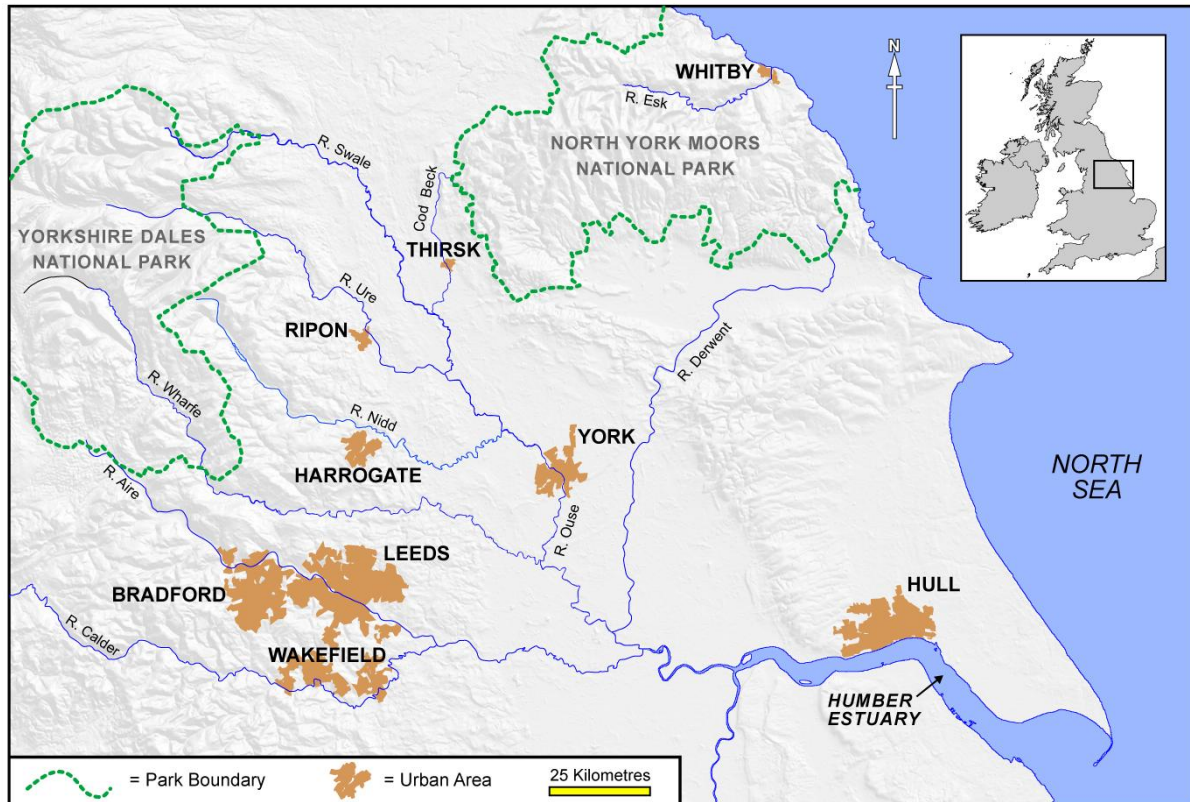 WHITBY
N
R. Esk
NORTH YORK MOORS
NATIONAL PARK
R. Swale
Cod Beck
THIRSK
YORKSHIRE DALES
NATIONAL PARK
R. Ure
RIPON
R. Derwent
R. Wharfe
R. Nidd
HARROGATE
YORK
NORTH
SEA
R. Aire
R. Ouse
LEEDS
BRADFORD
HULL
R. Calder
WAKEFIELD
HUMBER
ESTUARY
= Park Boundary
= Urban Area
25 Kilometres